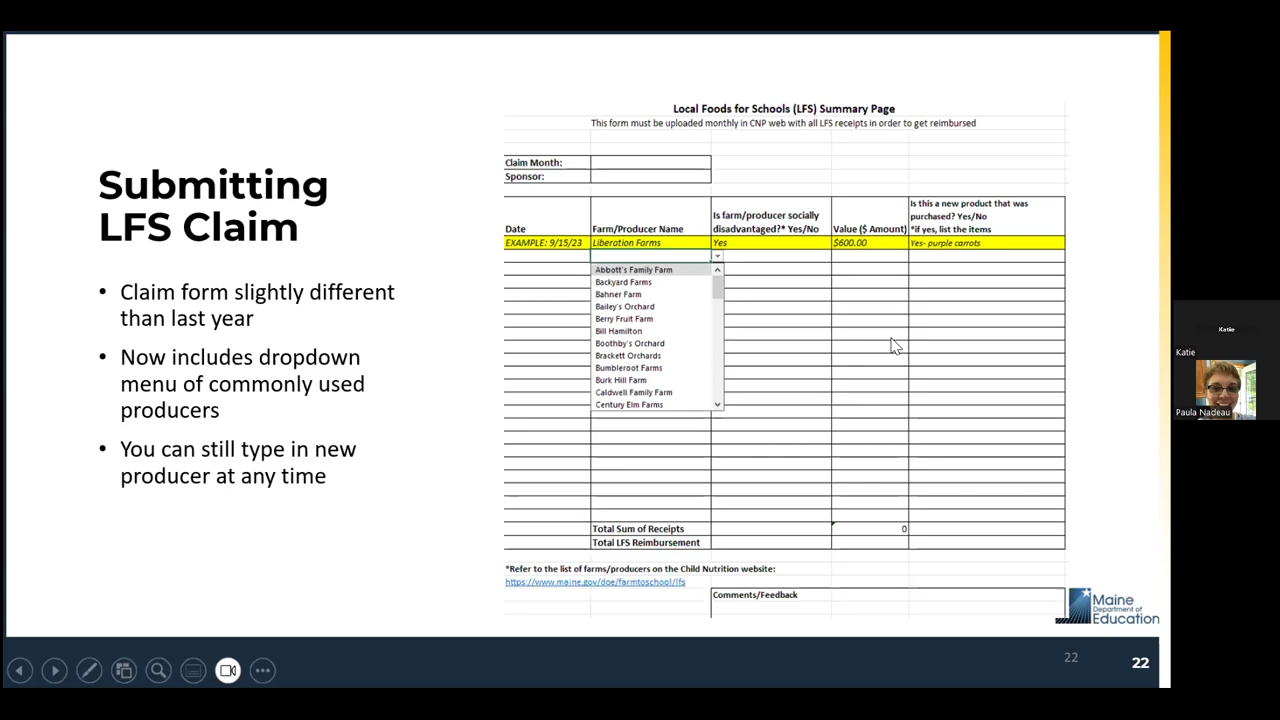 Submitting
LFS Claim
• Claim form slightly different
than last year
• Now includes dropdown
menu of commonly used
producers
• You can still type in new
producer at any time
Local Foods for Schools (LFS) Summary Page
This form must be uploaded monthly in CNP web with all LFS receipts in order to get reimbursed
Claim Month:
Sponsor:
Date
Farm/Producer Name
Is farm/producer socially
disadvantaged?* Yes/No
Value ($ Amount)
Is this a new product that was
purchased? Yes/No
*if yes, list the items
EXAMPLE: 9/15/23 Liberation Farms Yes $600.00 Yes- purple carrots
Abbott's Family Farm
Backyard Farms
Bahner Farm
Bailey's Orchard
Berry Fruit Farm
Bill Hamilton
Boothby's Orchard
Brackett Orchards
Bumbleroot Farms
Burk Hill Farm
Caldwell Family Farm
Century Elm Farms
Total Sum of Receipts 0
Total LFS Reimbursement
*Refer to the list of farms/producers on the Child Nutrition website:
https://www.maine.gov/doe/farmtoschool/lfs
Comments/Feedback
Maine
Department of
Education
22
22
Katie
Katie
Paula Nadeau